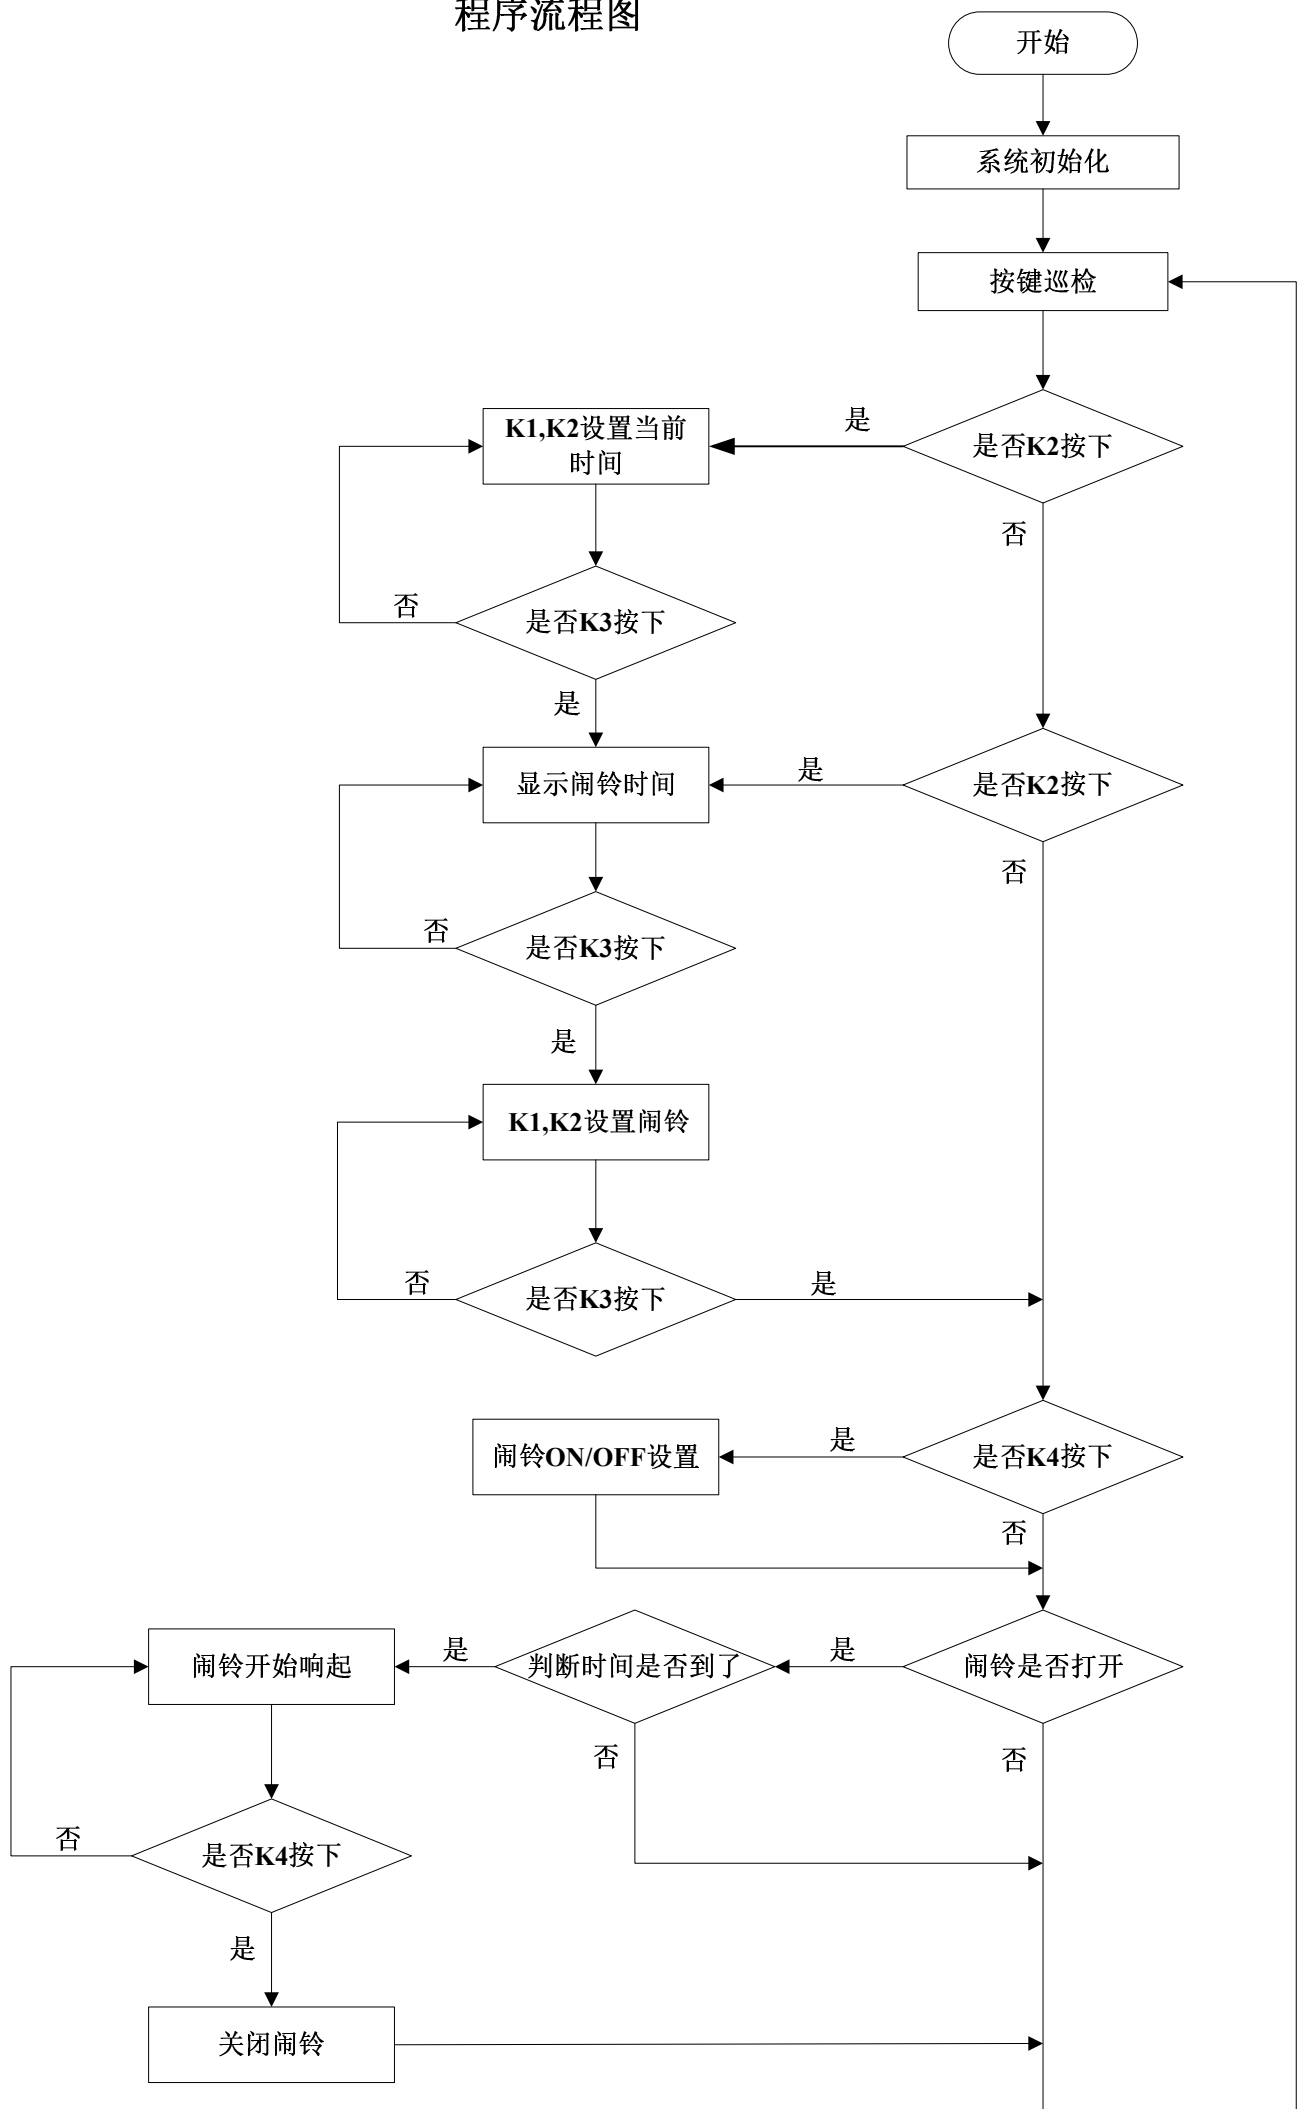 程序流程图
开始
系统初始化
按键巡检
是
K1,K2设置当前
时间
是否K2按下
否
否
是否K3按下
是
显示闹铃时间
是
是否K2按下
否
否
是否K3按下
是
K1,K2设置闹铃
否
是否K3按下
是
闹铃ON/OFF设置
是
是否K4按下
否
闹铃开始响起
是
判断时间是否到了
是
闹铃是否打开
否
否
否
是否K4按下
是
关闭闹铃